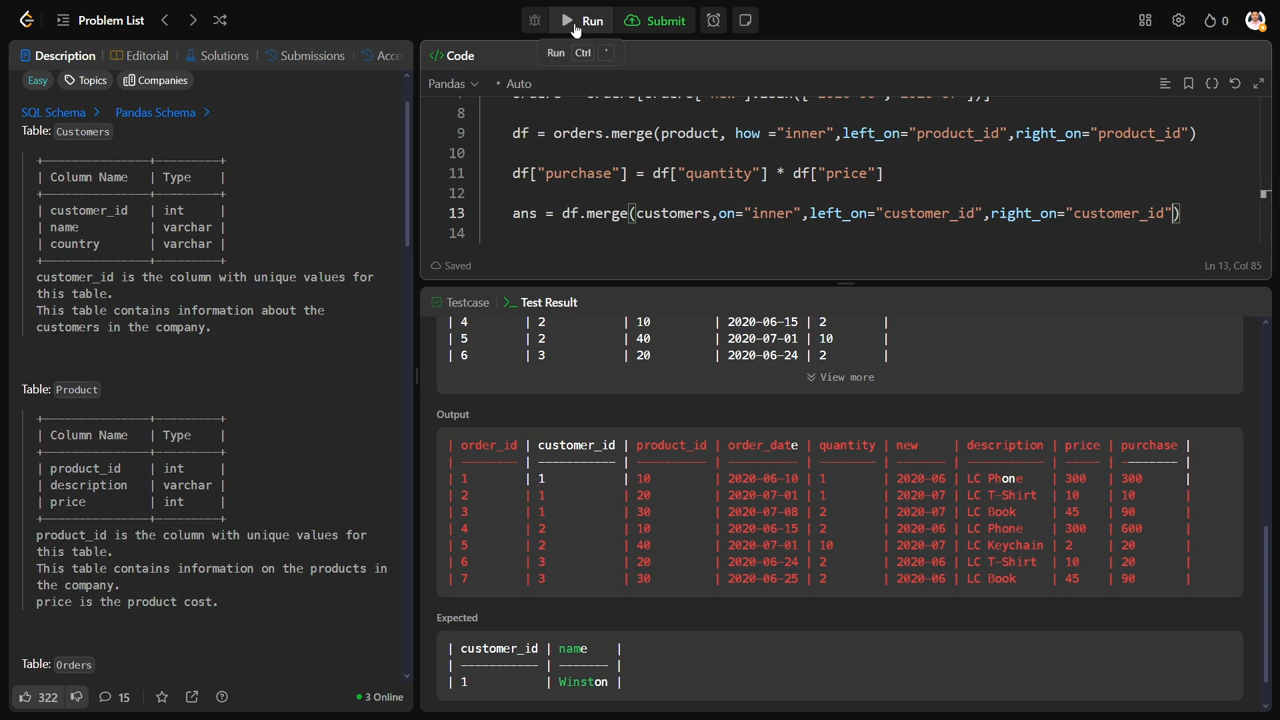 Problem List
Run
Submit
0
Run Ctrl '
Description
Editorial
Solutions
Submissions
Acce
Easy
Topics
Companies
SQL Schema
Pandas Schema
Table: Customers
| Column Name | Type |
| customer_id | int
| name | varchar |
| country | varchar |
customer_id is the column with unique values for
this table.
This table contains information about the
customers in the company.
Table: Product
| Column Name | Type |
| product_id | int
| description | varchar |
| price | int
product_id is the column with unique values for
this table.
This table contains information on the products in
the company.
price is the product cost.
Table: Orders
322
15
3 Online
</> Code
Pandas
Auto
8
9 df = orders.merge(product, how ="inner",left_on="product_id",right_on="product_id")
10
11 df["purchase"] = df["quantity"] * df["price"]
12
13 ans = df.merge(customers,on="inner",left_on="customer_id",right_on="customer_id")
14
Saved
Ln 13, Col 85
Testcase
Test Result
| 4 | 2 | 10 | 2020-06-15 | 2 |
| 5 | 2 | 40 | 2020-07-01 | 10 |
| 6 | 3 | 20 | 2020-06-24 | 2 |
View more
Output
| order_id | customer_id | product_id | order_date | quantity | new | description | price | purchase |
| 1 | 1 | 10 | 2020-06-10 | 1 | 2020-06 | LC Phone | 300 | 300 |
| 2 | 1 | 20 | 2020-07-01 | 1 | 2020-07 | LC T-Shirt | 10 | 10 |
| 3 | 1 | 30 | 2020-07-08 | 2 | 2020-07 | LC Book | 45 | 90 |
| 4 | 2 | 10 | 2020-06-15 | 2 | 2020-06 | LC Phone | 300 | 600 |
| 5 | 2 | 40 | 2020-07-01 | 10 | 2020-07 | LC Keychain | 2 | 20 |
| 6 | 3 | 20 | 2020-06-24 | 2 | 2020-06 | LC T-Shirt | 10 | 20 |
| 7 | 3 | 30 | 2020-06-25 | 2 | 2020-06 | LC Book | 45 | 90 |
Expected
| customer_id | name |
| 1 | Winston |